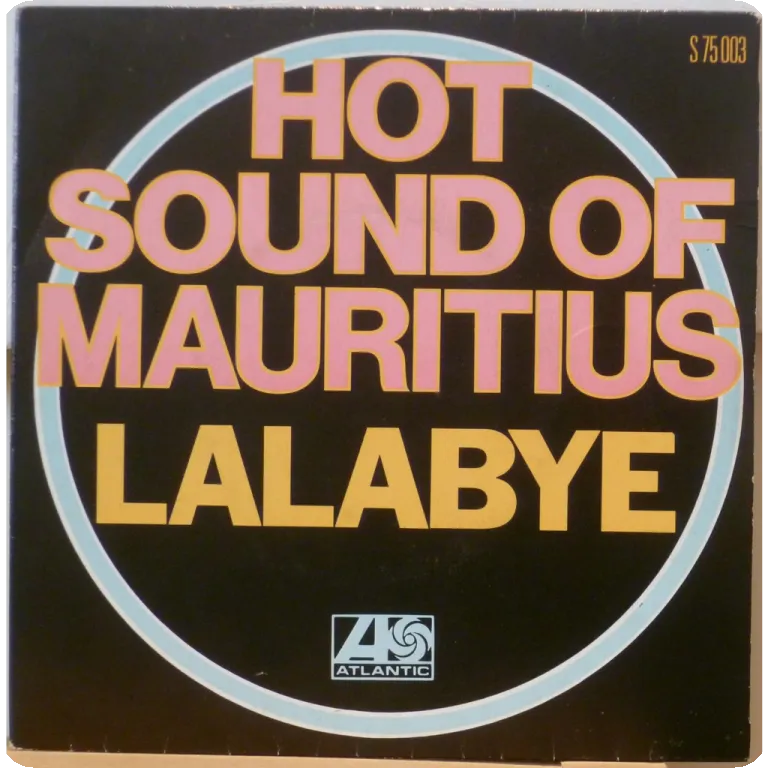 S 75 003
HOT
SOUND OF
MAURITIUS
LALABYE
ATLANTIC